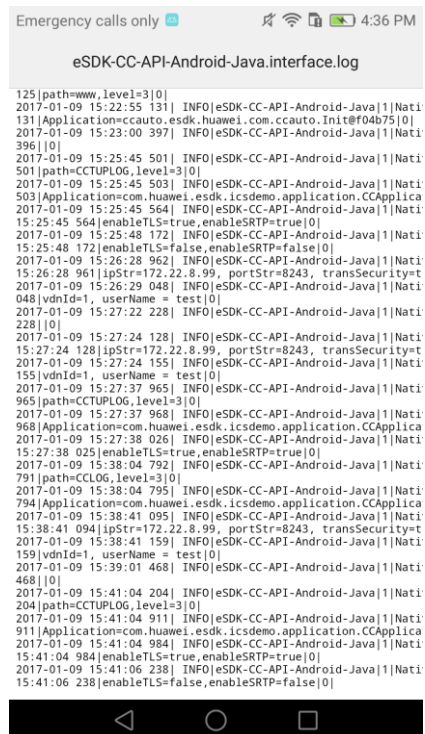 Emergency calls only 4:36 PM
eSDK-CC-API-Android-Java.interface.log
125|path=www,level=3|0|
2017-01-09 15:22:55 131| INFO|eSDK-CC-API-Android-Java|1|Nati
131|Application=ccauto.esdk.huawei.com.ccauto.Init@f04b75|0|
2017-01-09 15:23:00 397| INFO|eSDK-CC-API-Android-Java|1|Nati
396||0|
2017-01-09 15:25:45 501| INFO|eSDK-CC-API-Android-Java|1|Nati
501|path=CCTUPLOG,level=3|0|
2017-01-09 15:25:45 503| INFO|eSDK-CC-API-Android-Java|1|Nati
503|Application=com.huawei.esdk.icsdemo.application.CCApplica
2017-01-09 15:25:45 564| INFO|eSDK-CC-API-Android-Java|1|Nati
15:25:45 564|enableTLS=true,enableSRTP=true|0|
2017-01-09 15:25:48 172| INFO|eSDK-CC-API-Android-Java|1|Nati
15:25:48 172|enableTLS=false,enableSRTP=false|0|
2017-01-09 15:26:28 962| INFO|eSDK-CC-API-Android-Java|1|Nati
15:26:28 961|ipStr=172.22.8.99, portStr=8243, transSecurity=t
2017-01-09 15:26:29 048| INFO|eSDK-CC-API-Android-Java|1|Nati
048|vdnId=1, userName = test|0|
2017-01-09 15:27:22 228| INFO|eSDK-CC-API-Android-Java|1|Nati
228||0|
2017-01-09 15:27:24 128| INFO|eSDK-CC-API-Android-Java|1|Nati
15:27:24 128|ipStr=172.22.8.99, portStr=8243, transSecurity=t
2017-01-09 15:27:24 155| INFO|eSDK-CC-API-Android-Java|1|Nati
155|vdnId=1, userName = test|0|
2017-01-09 15:27:37 965| INFO|eSDK-CC-API-Android-Java|1|Nati
965|path=CCTUPLOG,level=3|0|
2017-01-09 15:27:37 968| INFO|eSDK-CC-API-Android-Java|1|Nati
968|Application=com.huawei.esdk.icsdemo.application.CCApplica
2017-01-09 15:27:38 026| INFO|eSDK-CC-API-Android-Java|1|Nati
15:27:38 025|enableTLS=true,enableSRTP=true|0|
2017-01-09 15:38:04 792| INFO|eSDK-CC-API-Android-Java|1|Nati
791|path=CCLOG,level=3|0|
2017-01-09 15:38:04 795| INFO|eSDK-CC-API-Android-Java|1|Nati
794|Application=com.huawei.esdk.icsdemo.application.CCApplica
2017-01-09 15:38:41 095| INFO|eSDK-CC-API-Android-Java|1|Nati
15:38:41 094|ipStr=172.22.8.99, portStr=8243, transSecurity=t
2017-01-09 15:38:41 159| INFO|eSDK-CC-API-Android-Java|1|Nati
159|vdnId=1, userName = test|0|
2017-01-09 15:39:01 468| INFO|eSDK-CC-API-Android-Java|1|Nati
468||0|
2017-01-09 15:41:04 204| INFO|eSDK-CC-API-Android-Java|1|Nati
204|path=CCTUPLOG,level=3|0|
2017-01-09 15:41:04 911| INFO|eSDK-CC-API-Android-Java|1|Nati
911|Application=com.huawei.esdk.icsdemo.application.CCApplica
2017-01-09 15:41:04 984| INFO|eSDK-CC-API-Android-Java|1|Nati
15:41:04 984|enableTLS=true,enableSRTP=true|0|
2017-01-09 15:41:06 238| INFO|eSDK-CC-API-Android-Java|1|Nati
15:41:06 238|enableTLS=false,enableSRTP=false|0|